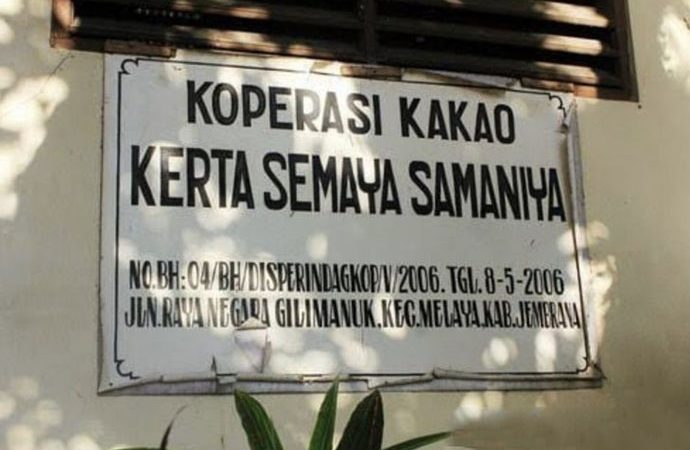 KOPERASI KAKAO
KERTA SEMAYA SAMANIYA
NO.BH:04/BH/DISPERINDAGKOP/V/2006. TGL. 8-5-2006
JLN.RAYA NEGARA GILIMANUK.KEC.MELAYA.KAB.JEMBRANA